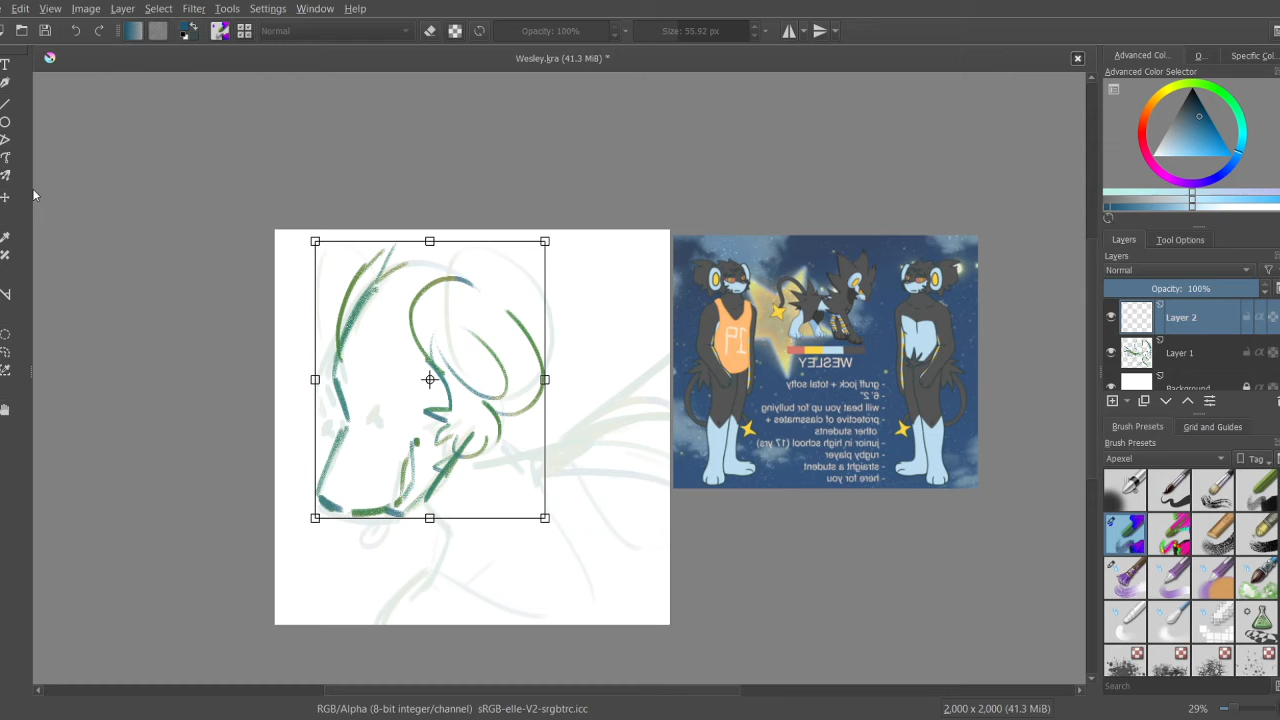 Edit View Image Layer Select Filter Tools Settings Window Help
Normal Opacity: 100% Size: 55.92 px
Wesley.kra (41.3 MiB) *
Advanced Col... O... Specific Col
Advanced Color Selector
Layers Tool Options
Layers
Normal
Opacity: 100%
Layer 2
Layer 1
Background
Brush Presets Grid and Guides
Brush Presets
Apexel Tag
Search
19
WESLEY
- gruff jock + total softy
- 6' 2"
- will beat you up for bullying
- protective of classmates +
other students
- junior in high school (17 yrs)
- rugby player
- straight a student
- here for you
RGB/Alpha (8-bit integer/channel) sRGB-elle-V2-srgbtrc.icc
2,000 x 2,000 (41.3 MiB)
29%